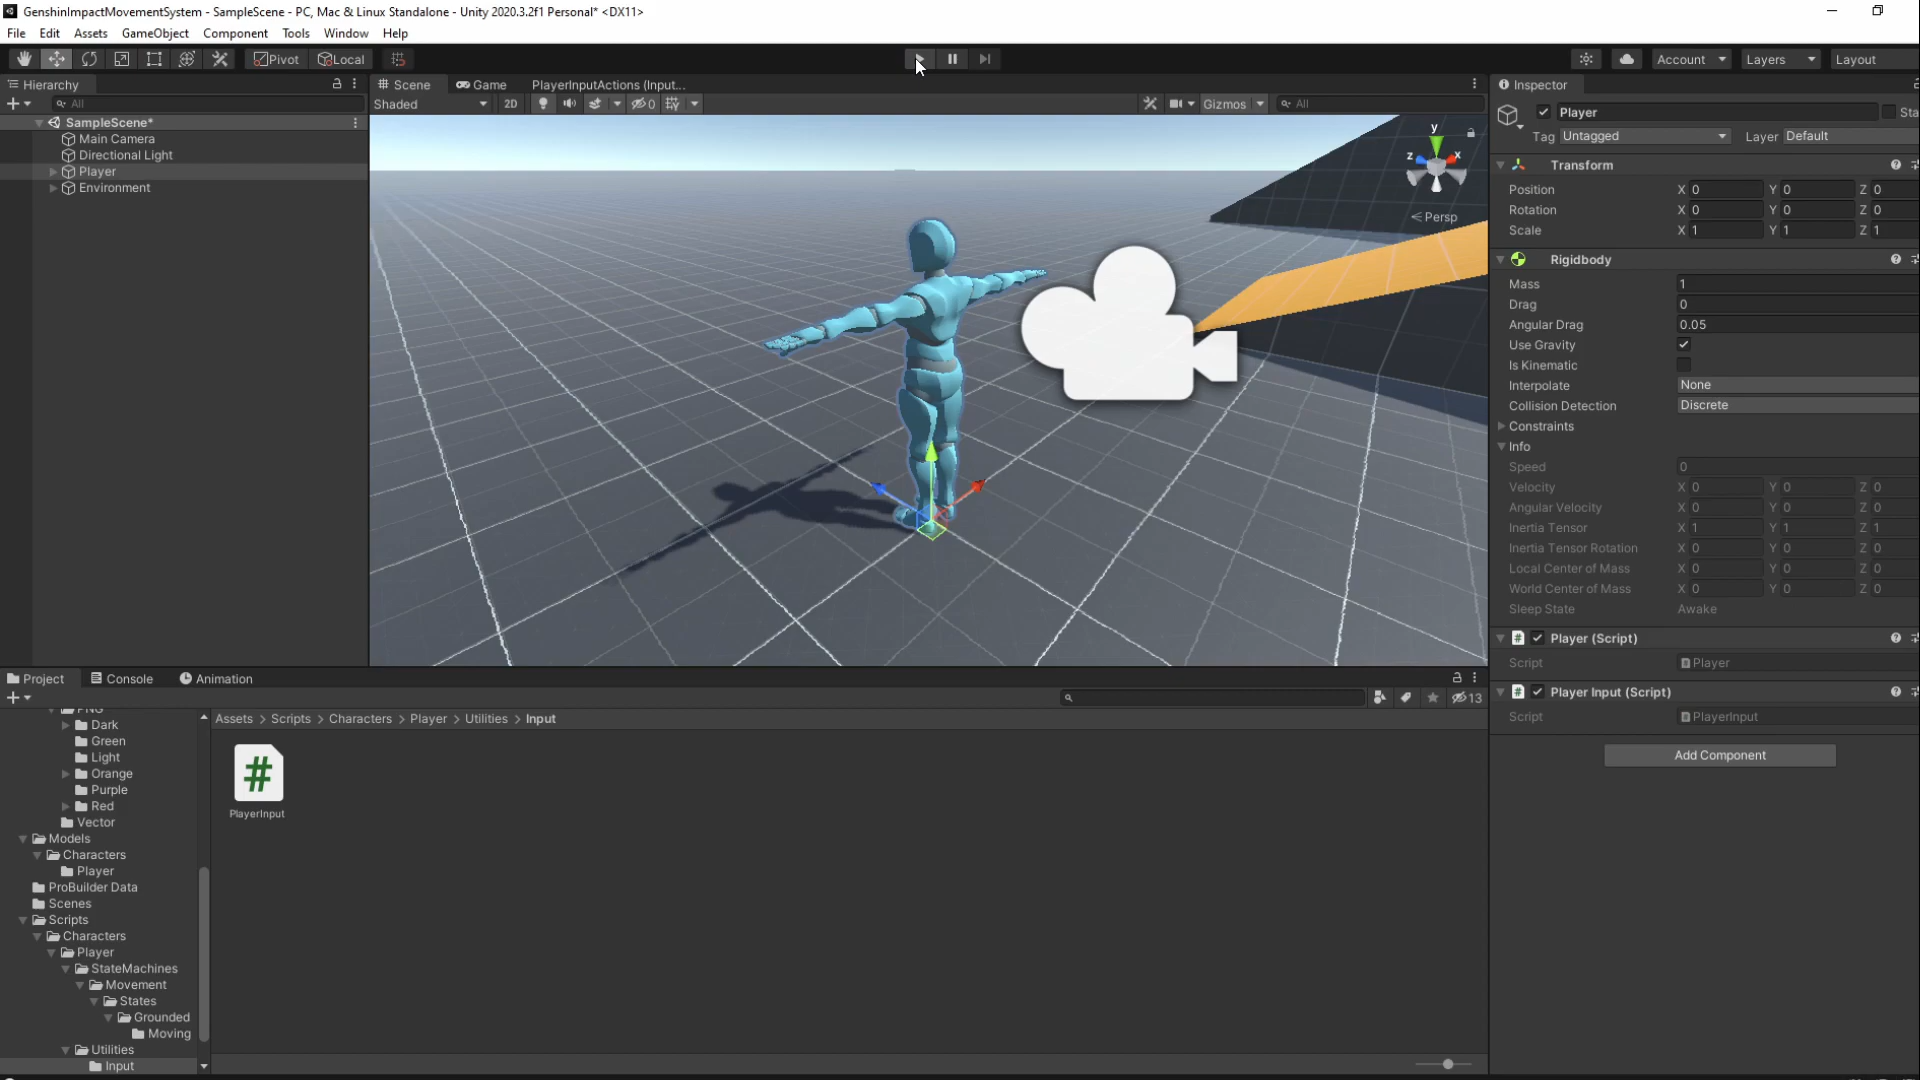 GenshinImpactMovementSystem - SampleScene - PC, Mac & Linux Standalone - Unity 2020.3.2f1 Personal* <DX11>
File Edit Assets GameObject Component Tools Window Help
Pivot Local Account Layers Layout
Hierarchy
All
SampleScene*
Main Camera
Directional Light
Player
Environment
Scene Game PlayerInputActions (Input...
Shaded 2D 0 Gizmos All
y
z x
Persp
Inspector
Player Sta
Tag Untagged Layer Default
Transform
Position X 0 Y 0 Z 0
Rotation X 0 Y 0 Z 0
Scale X 1 Y 1 Z 1
Rigidbody
Mass 1
Drag 0
Angular Drag 0.05
Use Gravity
Is Kinematic
Interpolate None
Collision Detection Discrete
Constraints
Info
Speed 0
Velocity X 0 Y 0 Z 0
Angular Velocity X 0 Y 0 Z 0
Inertia Tensor X 1 Y 1 Z 1
Inertia Tensor Rotation X 0 Y 0 Z 0
Local Center of Mass X 0 Y 0 Z 0
World Center of Mass X 0 Y 0 Z 0
Sleep State Awake
# Player (Script)
Script Player
# Player Input (Script)
Script PlayerInput
Add Component
Project Console Animation
13
PNG
Dark
Green
Light
Orange
Purple
Red
Vector
Models
Characters
Player
ProBuilder Data
Scenes
Scripts
Characters
Player
StateMachines
Movement
States
Grounded
Moving
Utilities
Input
Assets > Scripts > Characters > Player > Utilities > Input
#
PlayerInput